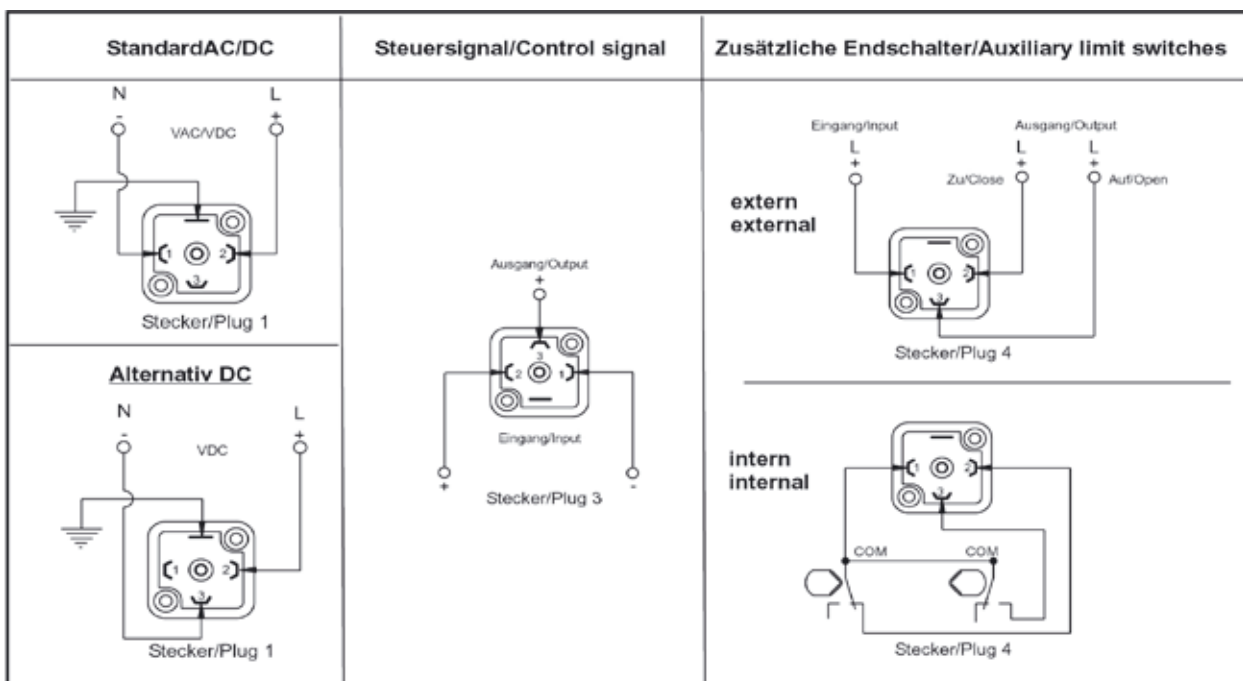 StandardAC/DC
N L
- +
VAC/VDC
1 2
3
Stecker/Plug 1
Alternativ DC
N L
- +
VDC
1 2
3
Stecker/Plug 1
Steuersignal/Control signal
Ausgang/Output
+
3
2 1
Eingang/Input
+ -
Stecker/Plug 3
Zusätzliche Endschalter/Auxiliary limit switches
Eingang/Input Ausgang/Output
L L L
+ + +
Zu/Close Auf/Open
extern
external
1 2
3
Stecker/Plug 4
intern
internal
1 2
3
COM COM
Stecker/Plug 4